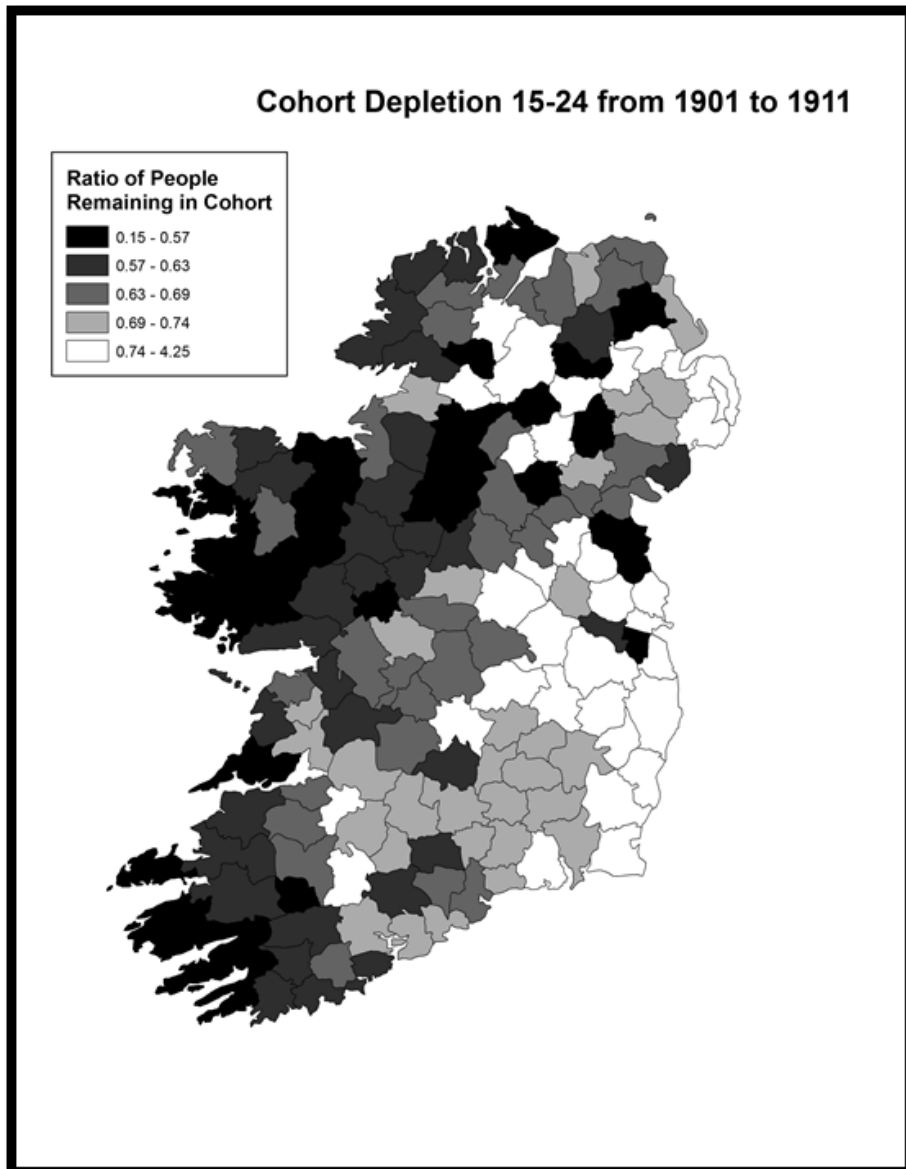 Cohort Depletion 15-24 from 1901 to 1911
Ratio of People
Remaining in Cohort
0.15 - 0.57
0.57 - 0.63
0.63 - 0.69
0.69 - 0.74
0.74 - 4.25